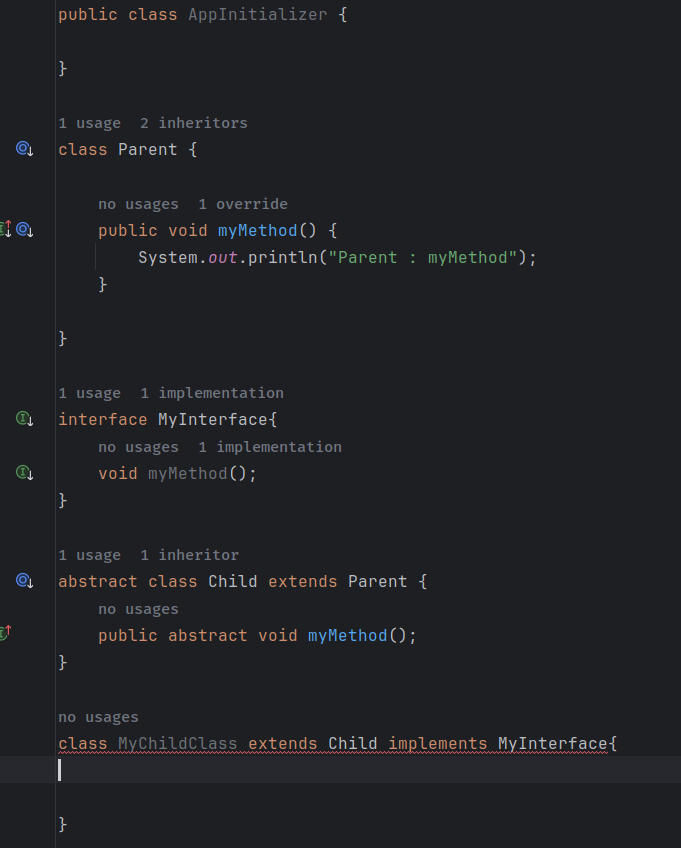 public class AppInitializer {
}
1 usage  2 inheritors
class Parent {
no usages  1 override
public void myMethod() {
System.out.println("Parent : myMethod");
}
}
1 usage  1 implementation
interface MyInterface{
no usages  1 implementation
void myMethod();
}
1 usage  1 inheritor
abstract class Child extends Parent {
no usages
public abstract void myMethod();
}
no usages
class MyChildClass extends Child implements MyInterface{
}